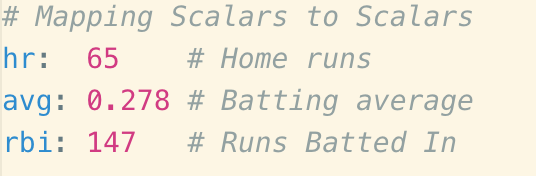 # Mapping Scalars to Scalars
hr:  65    # Home runs
avg: 0.278 # Batting average
rbi: 147   # Runs Batted In